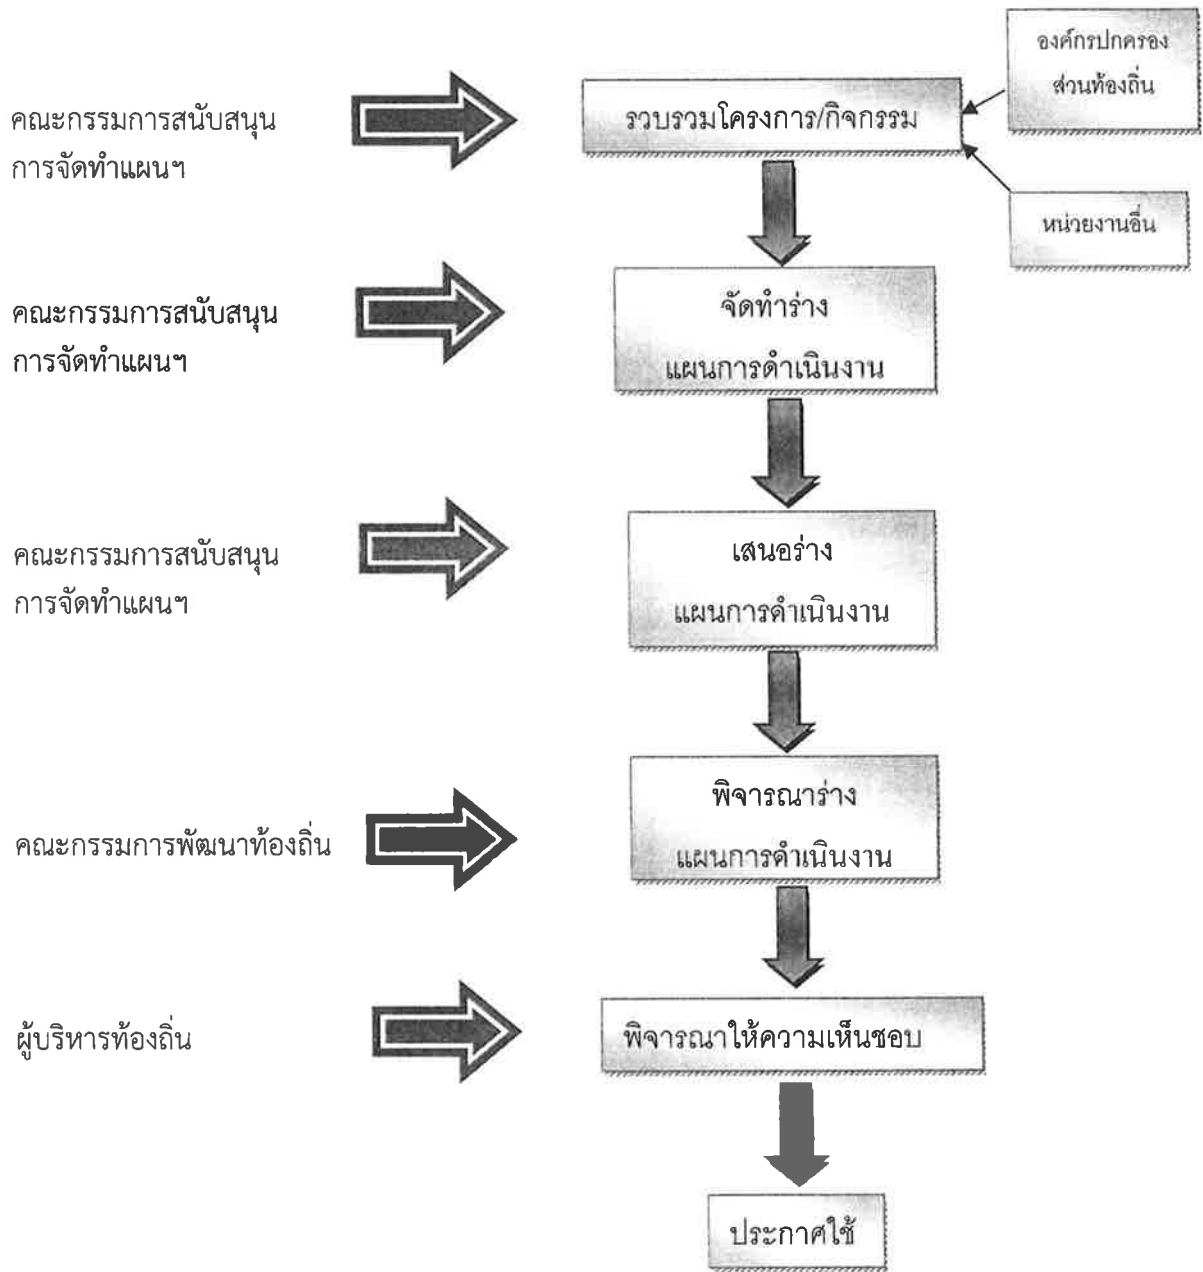 องค์กรปกครอง
ส่วนท้องถิ่น
คณะกรรมการสนับสนุน
การจัดทำแผนฯ
รวบรวมโครงการ/กิจกรรม
หน่วยงานอื่น
คณะกรรมการสนับสนุน
การจัดทำแผนฯ
จัดทำร่าง
แผนการดำเนินงาน
คณะกรรมการสนับสนุน
การจัดทำแผนฯ
เสนอร่าง
แผนการดำเนินงาน
คณะกรรมการพัฒนาท้องถิ่น
พิจารณาร่าง
แผนการดำเนินงาน
ผู้บริหารท้องถิ่น
พิจารณาให้ความเห็นชอบ
ประกาศใช้